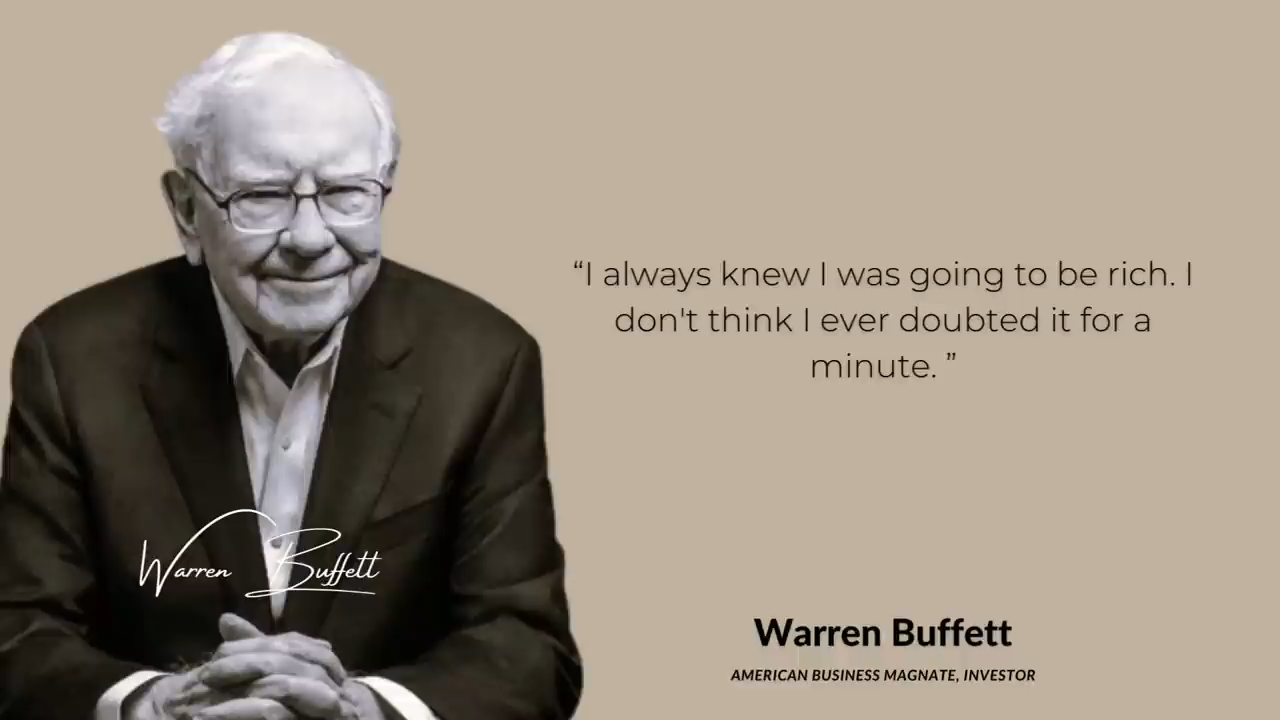 “I always knew I was going to be rich. I
don't think I ever doubted it for a
minute. ”
Warren Buffett
Warren Buffett
AMERICAN BUSINESS MAGNATE, INVESTOR